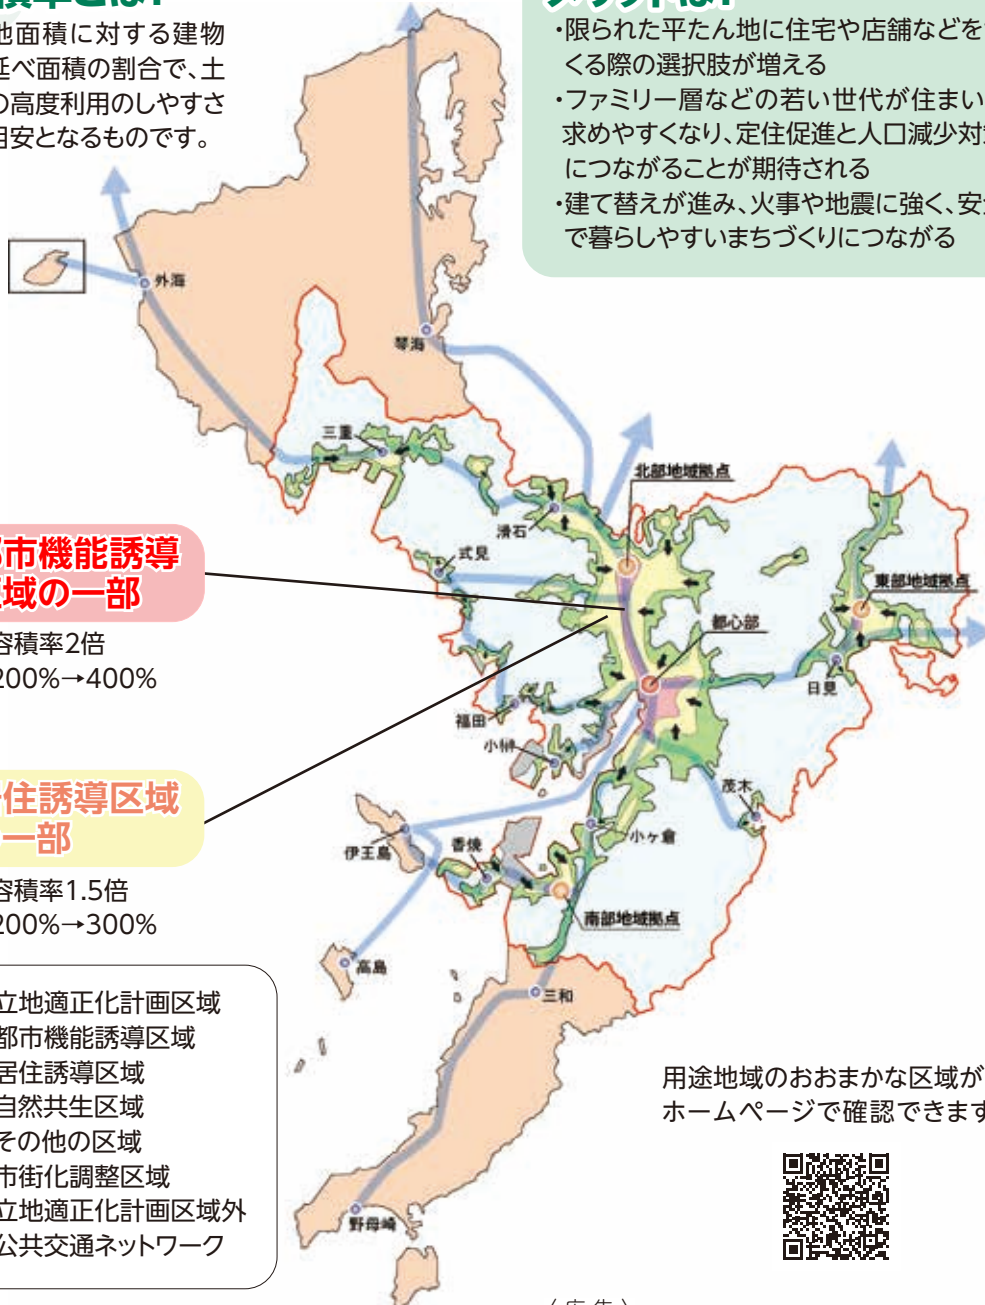 積率とは?
地面積に対する建物
延べ面積の割合で、土
の高度利用のしやすさ
目安となるものです。
メリットは?
・限られた平たん地に住宅や店舗などを
くる際の選択肢が増える
・ファミリー層などの若い世代が住まい
求めやすくなり、定住促進と人口減少対
につながることが期待される
・建て替えが進み、火事や地震に強く、安
で暮らしやすいまちづくりにつながる
外海
琴海
三重
北部地域拠点
滑石
式見
東部地域拠点
都心部
日見
福田
小榊
茂木
小ヶ倉
伊王島
香焼
南部地域拠点
高島
三和
野母崎
都市機能誘導
区域の一部
容積率2倍
200%→400%
住誘導区域
一部
容積率1.5倍
200%→300%
立地適正化計画区域
都市機能誘導区域
居住誘導区域
自然共生区域
その他の区域
市街化調整区域
立地適正化計画区域外
公共交通ネットワーク
用途地域のおおまかな区域が
ホームページで確認できます
(広告)